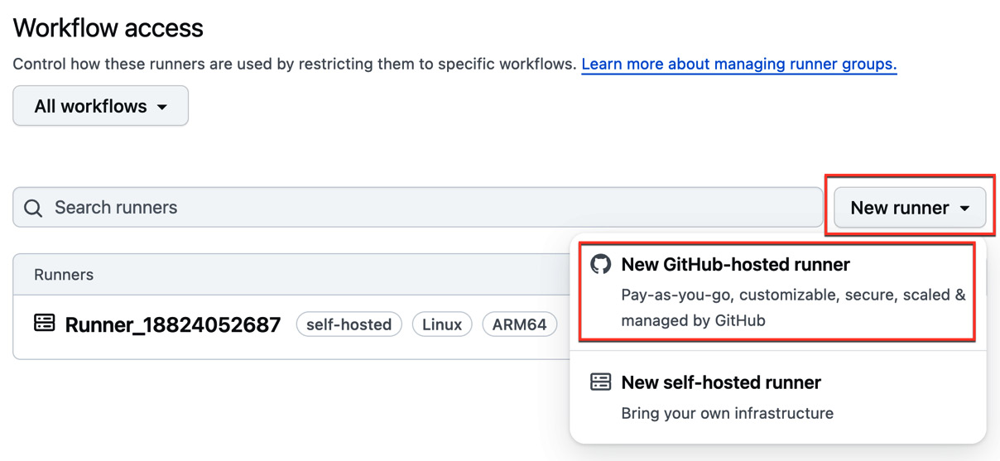 Workflow access
Control how these runners are used by restricting them to specific workflows. Learn more about managing runner groups.
All workflows
Search runners
New runner
New GitHub-hosted runner
Pay-as-you-go, customizable, secure, scaled &
managed by GitHub
Runners
Runner_18824052687 self-hosted Linux ARM64
New self-hosted runner
Bring your own infrastructure